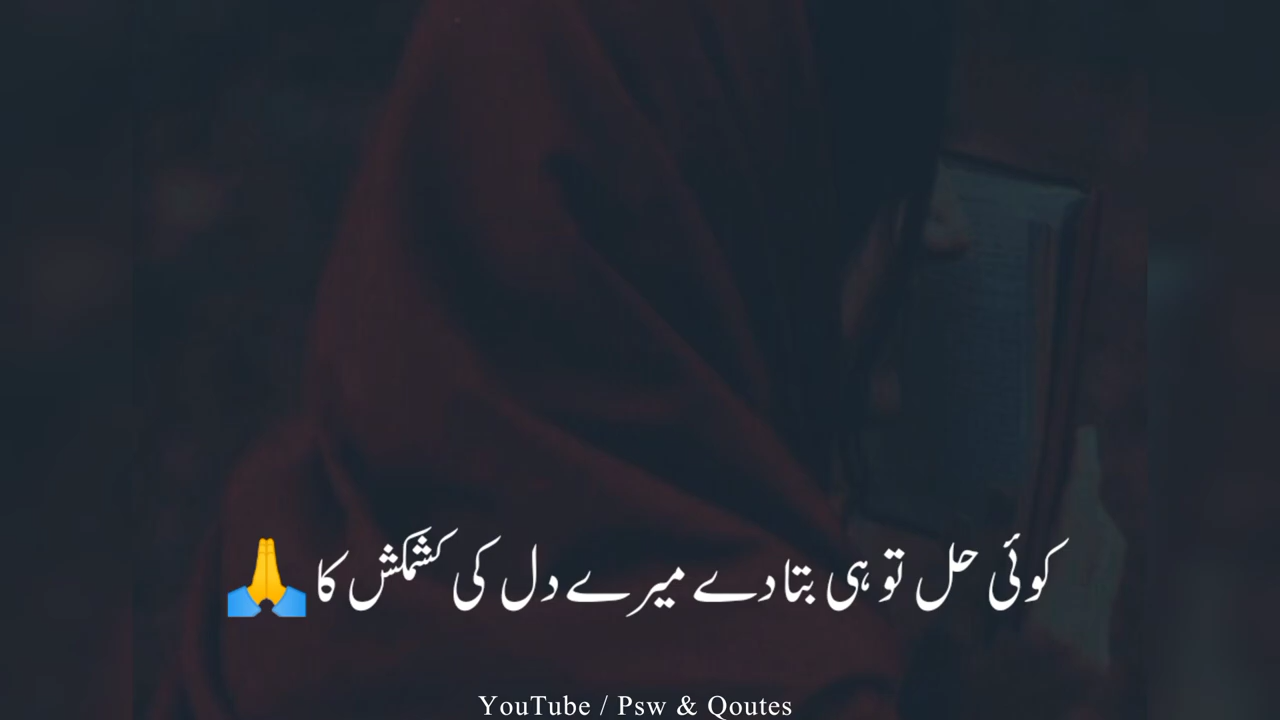 کوئی حل تو ہی بتا دے میرے دل کی کشمکش کا 🙏
YouTube / Psw & Qoutes